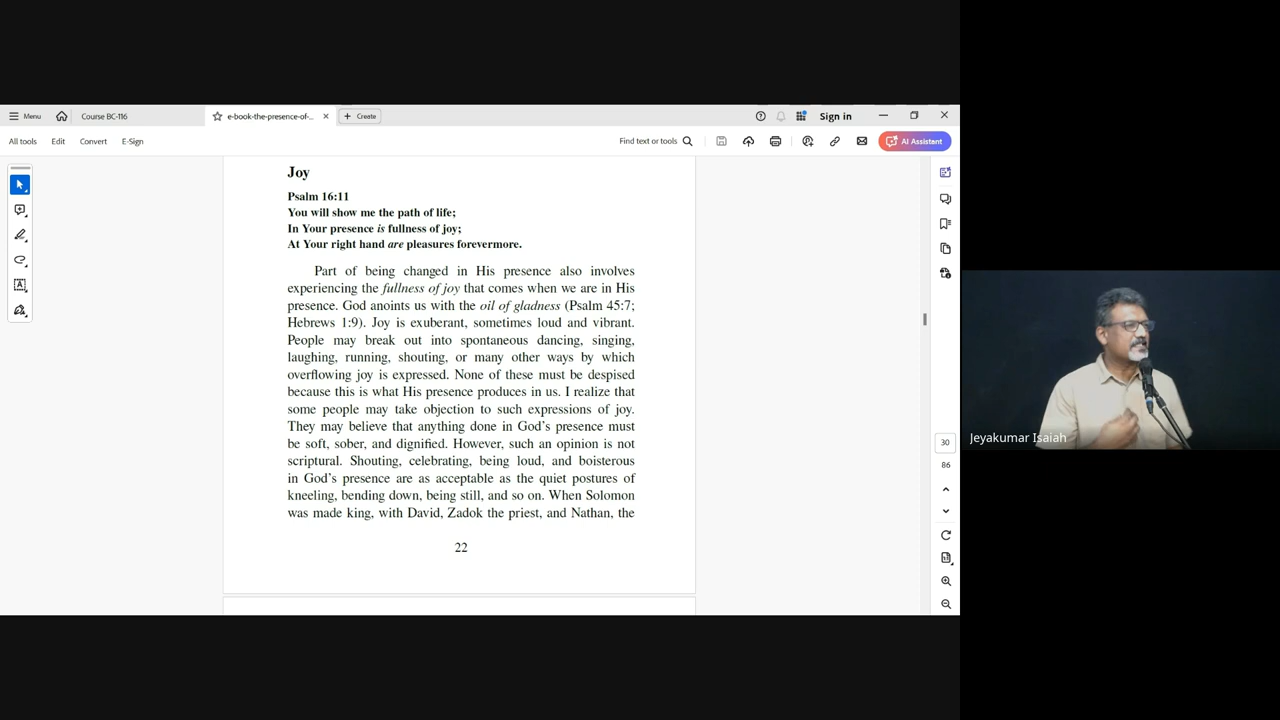 Menu
Course BC-116
e-book-the-presence-of-...
Create
Sign in
All tools
Edit
Convert
E-Sign
Find text or tools
AI Assistant
Joy
Psalm 16:11
You will show me the path of life;
In Your presence is fullness of joy;
At Your right hand are pleasures forevermore.
Part of being changed in His presence also involves
experiencing the fullness of joy that comes when we are in His
presence. God anoints us with the oil of gladness (Psalm 45:7;
Hebrews 1:9). Joy is exuberant, sometimes loud and vibrant.
People may break out into spontaneous dancing, singing,
laughing, running, shouting, or many other ways by which
overflowing joy is expressed. None of these must be despised
because this is what His presence produces in us. I realize that
some people may take objection to such expressions of joy.
They may believe that anything done in God's presence must
be soft, sober, and dignified. However, such an opinion is not
scriptural. Shouting, celebrating, being loud, and boisterous
in God's presence are as acceptable as the quiet postures of
kneeling, bending down, being still, and so on. When Solomon
was made king, with David, Zadok the priest, and Nathan, the
22
30
86
Jeyakumar Isaiah